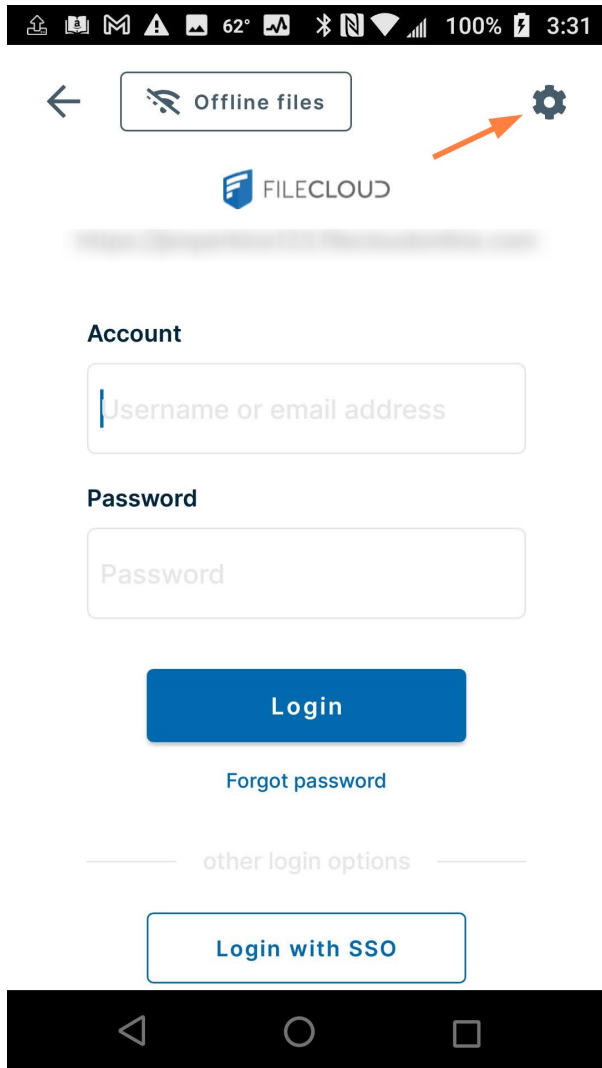 62° 100% 3:31
Offline files
FILECLOUD
Account
Username or email address
Password
Password
Login
Forgot password
other login options
Login with SSO